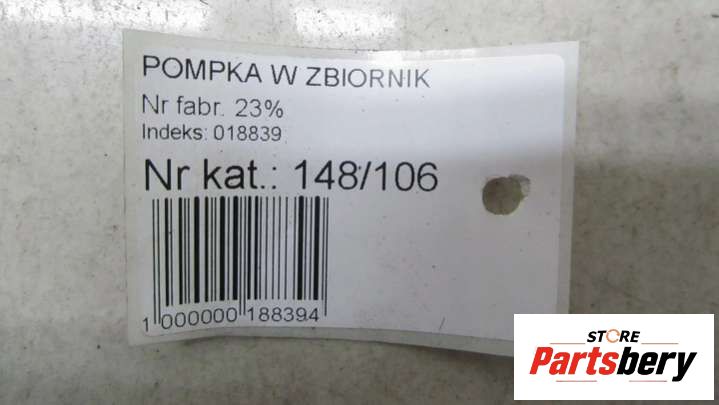 POMPKA W ZBIORNIK
Nr fabr. 23%
Indeks: 018839
Nr kat.: 148/106
1 000000 188394
STORE
Partsbery